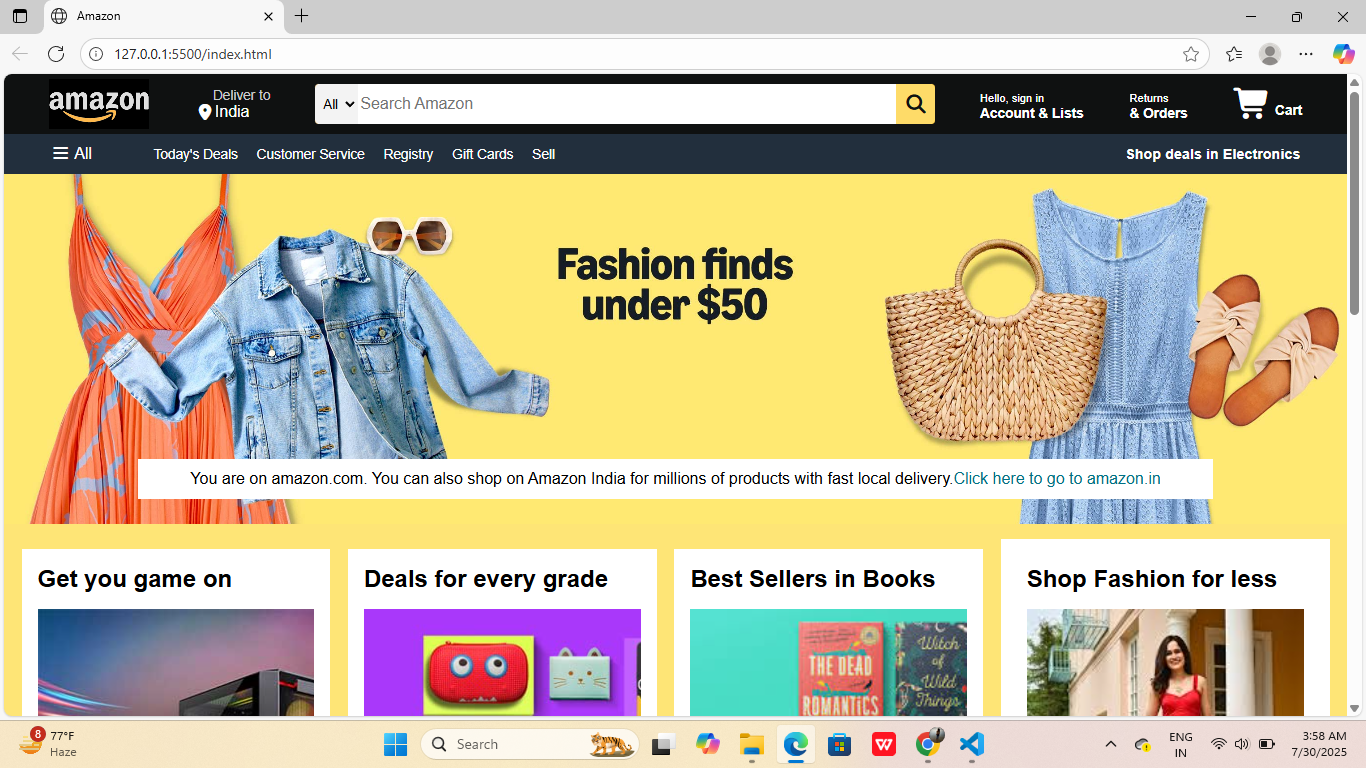 Amazon
127.0.0.1:5500/index.html
amazon
Deliver to
India
All
Search Amazon
Hello, sign in
Account & Lists
Returns
& Orders
Cart
All
Today's Deals
Customer Service
Registry
Gift Cards
Sell
Shop deals in Electronics
Fashion finds
under $50
You are on amazon.com. You can also shop on Amazon India for millions of products with fast local delivery.Click here to go to amazon.in
Get you game on
Deals for every grade
Best Sellers in Books
Shop Fashion for less
THE DEAD
ROMANTICS
Witch
of
Wild
Things
8
77°F
Haze
Search
W
ENG
IN
3:58 AM
7/30/2025